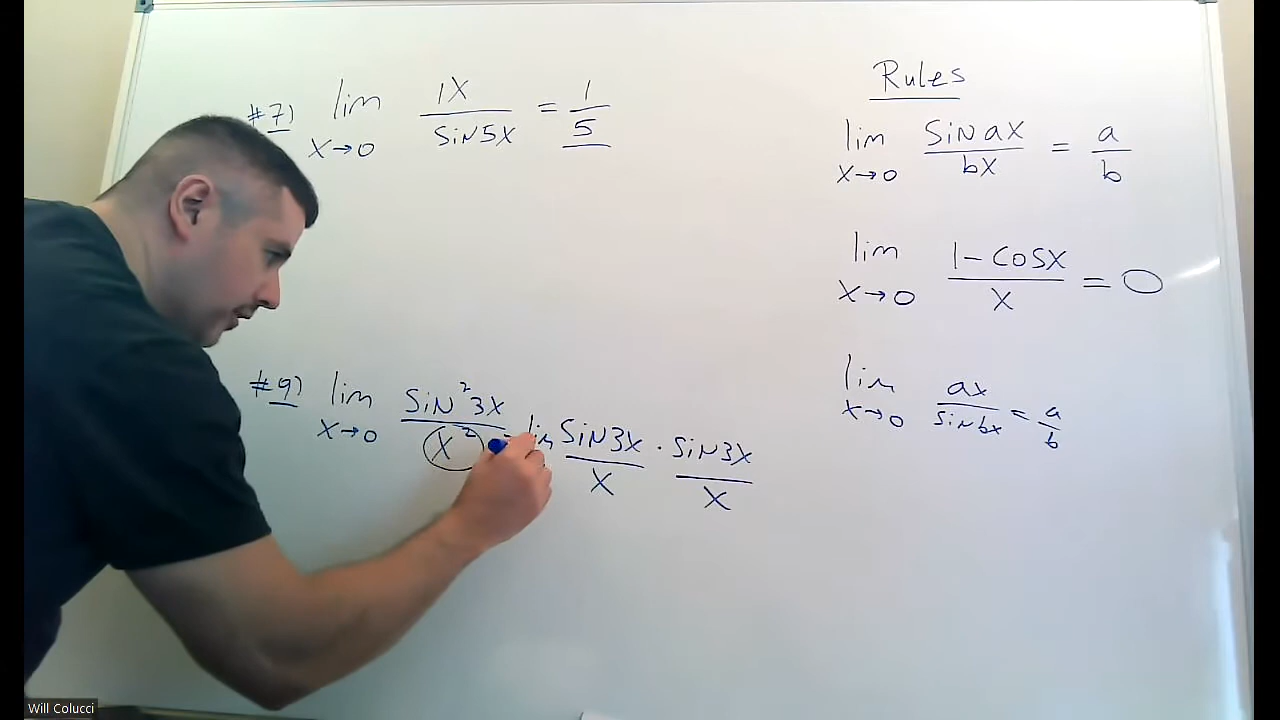 #7) lim x→0 1x / sin5x = 1/5
#9) lim x→0 sin²3x / x² = lim sin3x / x · sin3x / x
Rules
lim x→0 sin ax / bx = a/b
lim x→0 1 - cosx / x = 0
lim x→0 ax / sin bx = a/b
Will Colucci